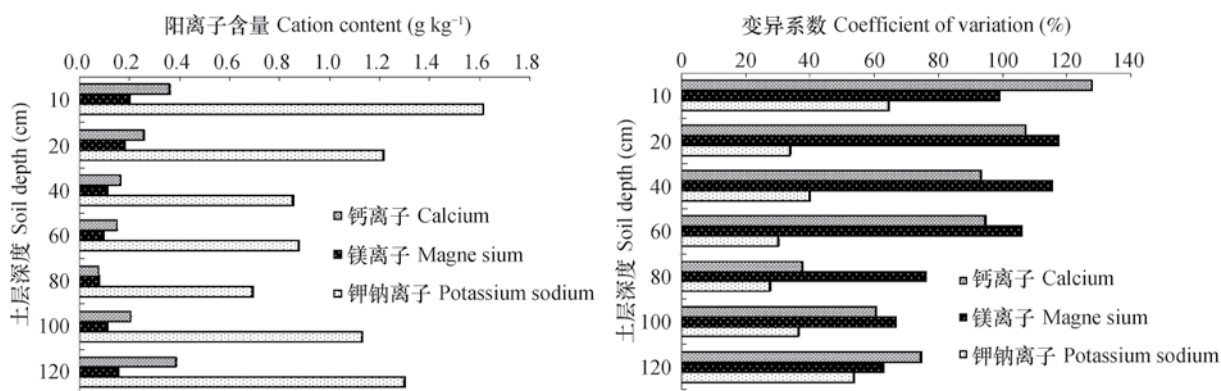 阳离子含量 Cation content (g kg⁻¹)
0.0 0.2 0.4 0.6 0.8 1.0 1.2 1.4 1.6 1.8
土层深度 Soil depth (cm)
10
20
40
60
80
100
120
钙离子 Calcium
镁离子 Magne sium
钾钠离子 Potassium sodium
变异系数 Coefficient of variation (%)
0 20 40 60 80 100 120 140
土层深度 Soil depth (cm)
10
20
40
60
80
100
120
钙离子 Calcium
镁离子 Magne sium
钾钠离子 Potassium sodium